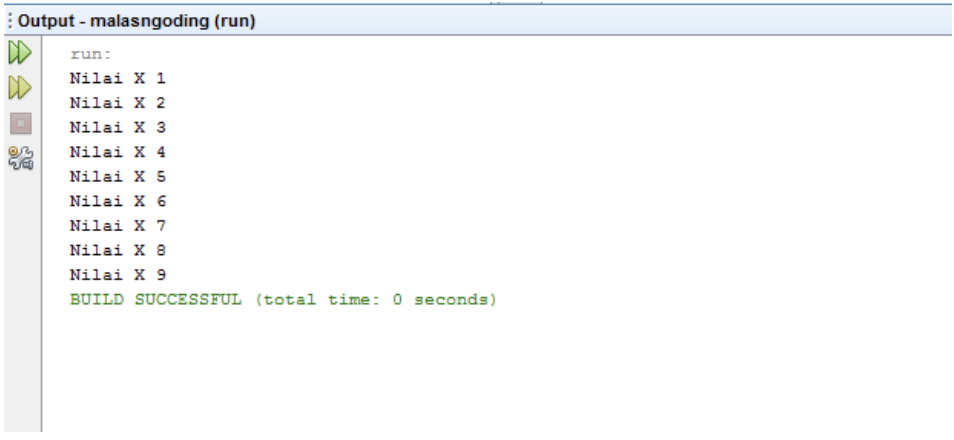 Output - malasngoding (run)
run:
Nilai X 1
Nilai X 2
Nilai X 3
Nilai X 4
Nilai X 5
Nilai X 6
Nilai X 7
Nilai X 8
Nilai X 9
BUILD SUCCESSFUL (total time: 0 seconds)